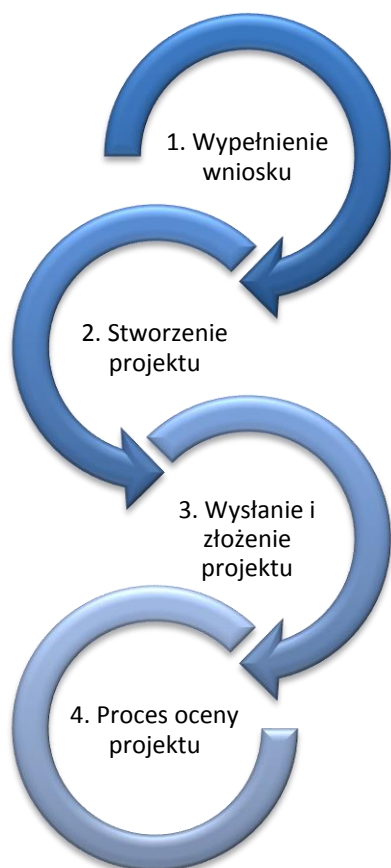 1. Wypełnienie
wniosku
2. Stworzenie
projektu
3. Wysłanie i
złożenie
projektu
4. Proces oceny
projektu